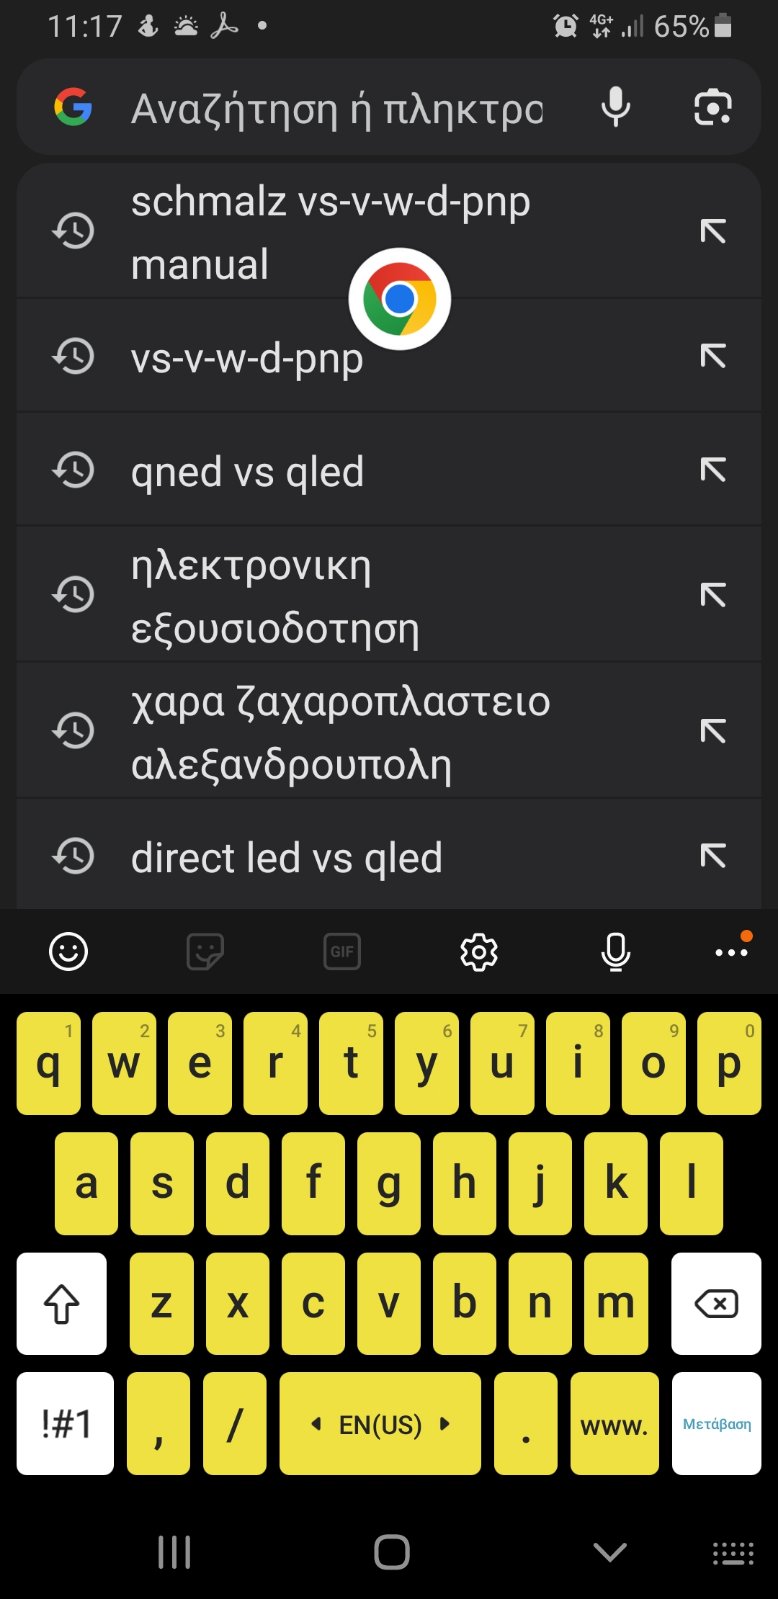 11:17 4G+ 65%
Αναζήτηση ή πληκτρο
schmalz vs-v-w-d-pnp
manual
vs-v-w-d-pnp
qned vs qled
ηλεκτρονικη
εξουσιοδοτηση
χαρα ζαχαροπλαστειο
αλεξανδρουπολη
direct led vs qled
GIF
1 2 3 4 5 6 7 8 9 0
q w e r t y u i o p
a s d f g h j k l
z x c v b n m
!#1 , / EN(US) . www. Μετάβαση